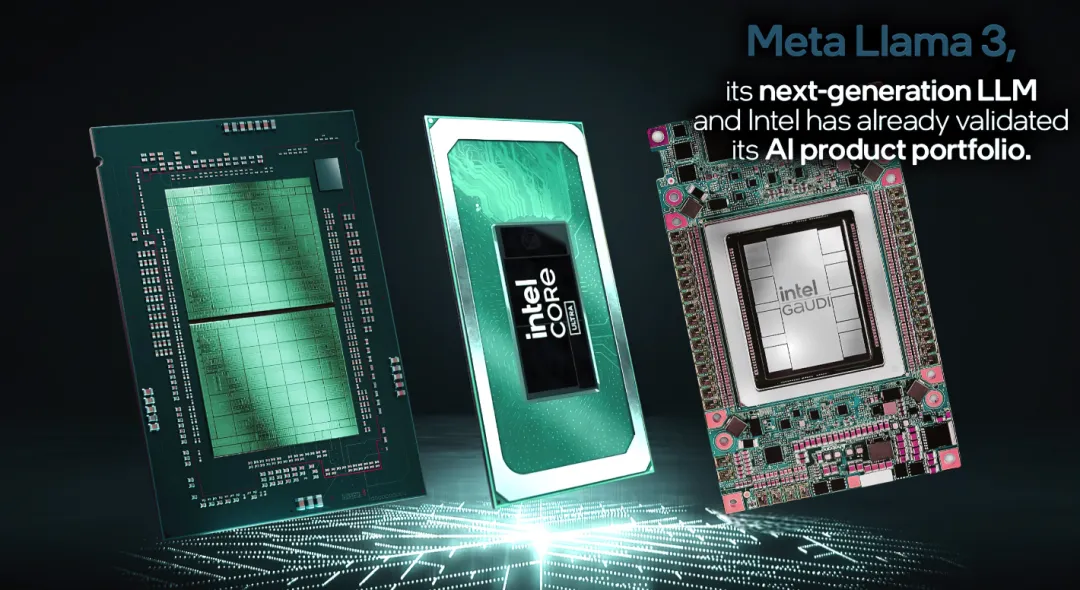 Meta Llama 3,
its next-generation LLM
and Intel has already validated
its AI product portfolio.
intel
CORE
ULTRA
intel
GAUDI